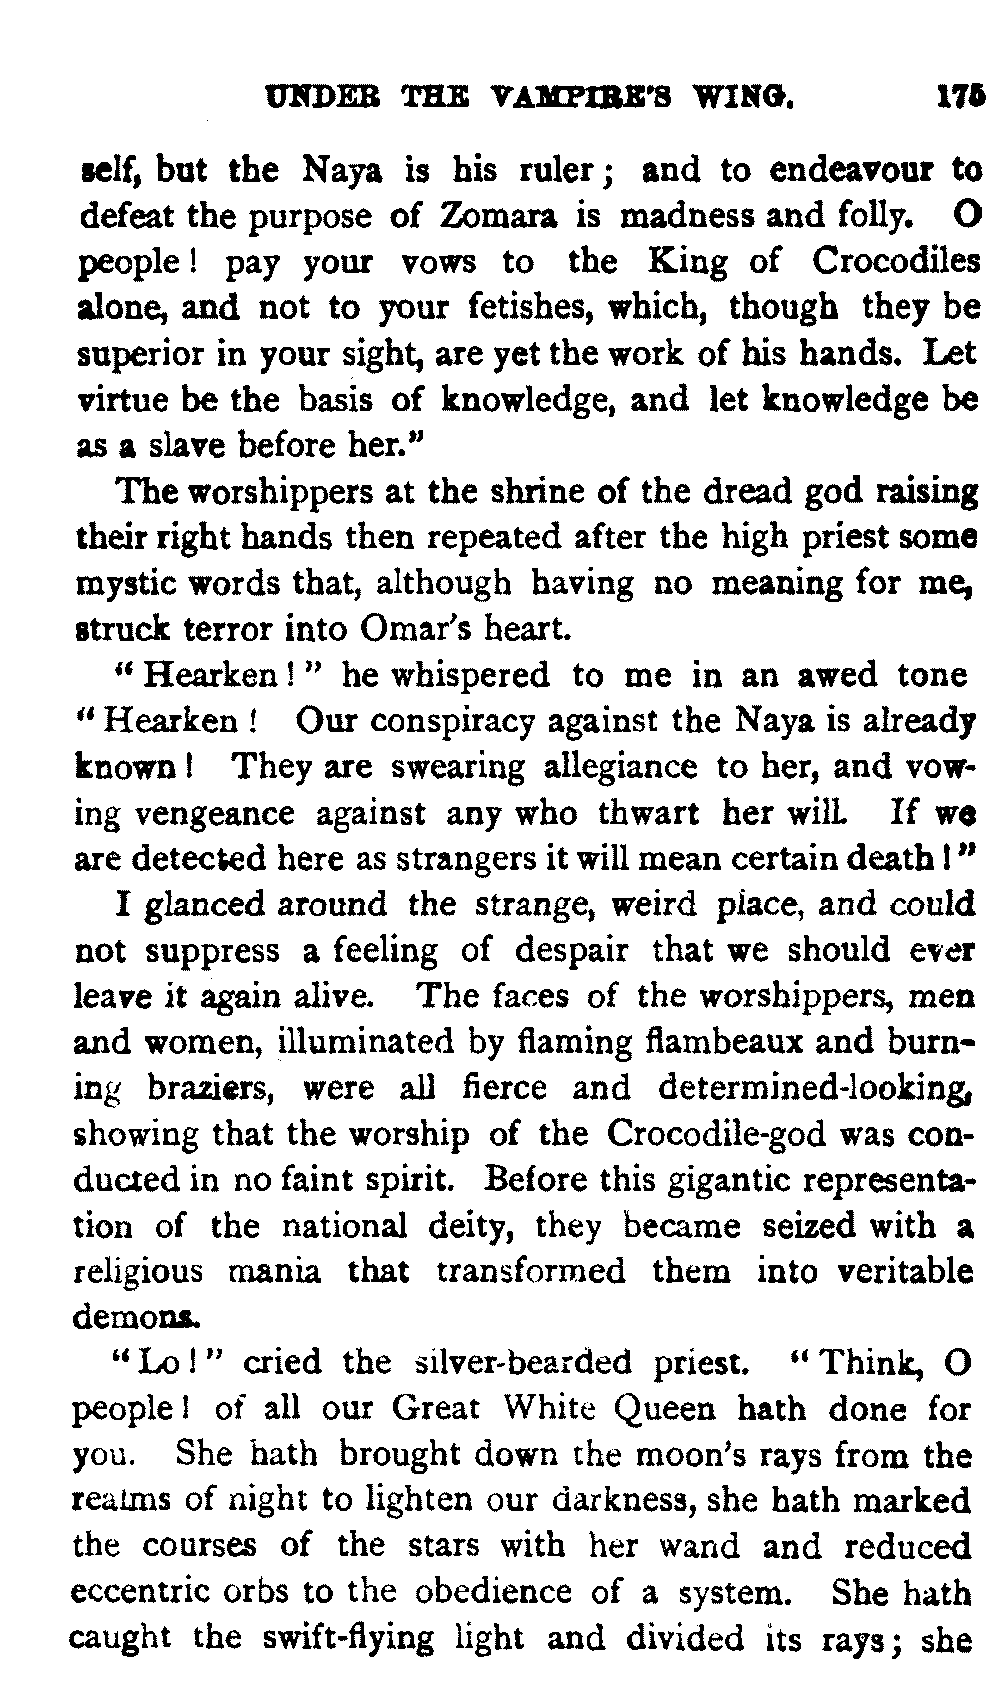 UNDER THE VAMPIRE'S WING. 175
self, but the Naya is his ruler; and to endeavour to
defeat the purpose of Zomara is madness and folly. O
people! pay your vows to the King of Crocodiles
alone, and not to your fetishes, which, though they be
superior in your sight, are yet the work of his hands. Let
virtue be the basis of knowledge, and let knowledge be
as a slave before her."
The worshippers at the shrine of the dread god raising
their right hands then repeated after the high priest some
mystic words that, although having no meaning for me,
struck terror into Omar's heart.
"Hearken!" he whispered to me in an awed tone
"Hearken! Our conspiracy against the Naya is already
known! They are swearing allegiance to her, and vow-
ing vengeance against any who thwart her will. If we
are detected here as strangers it will mean certain death!"
I glanced around the strange, weird place, and could
not suppress a feeling of despair that we should ever
leave it again alive. The faces of the worshippers, men
and women, illuminated by flaming flambeaux and burn-
ing braziers, were all fierce and determined-looking,
showing that the worship of the Crocodile-god was con-
ducted in no faint spirit. Before this gigantic representa-
tion of the national deity, they became seized with a
religious mania that transformed them into veritable
demons.
"Lo!" cried the silver-bearded priest. "Think, O
people! of all our Great White Queen hath done for
you. She hath brought down the moon's rays from the
realms of night to lighten our darkness, she hath marked
the courses of the stars with her wand and reduced
eccentric orbs to the obedience of a system. She hath
caught the swift-flying light and divided its rays; she